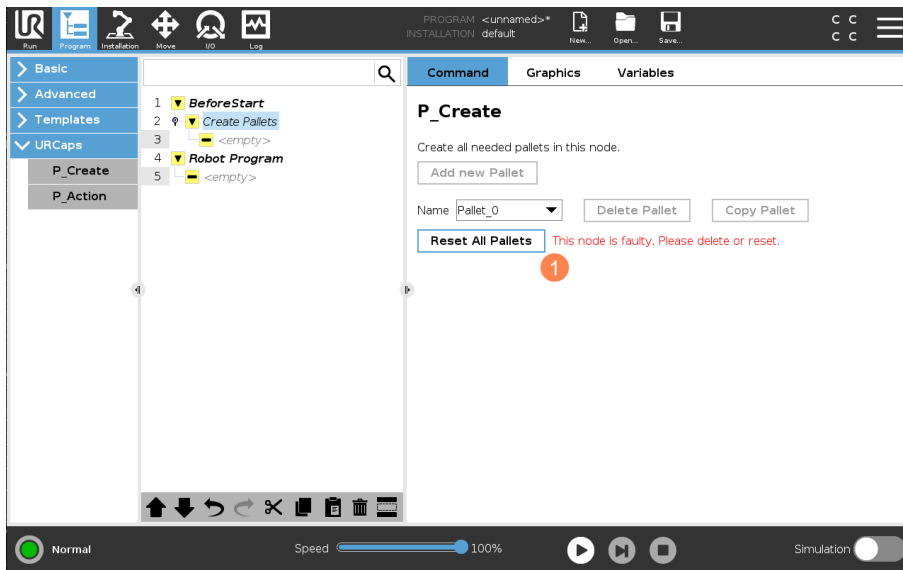 UR
PROGRAM <unnamed>*
INSTALLATION default
Run Program Installation Move I/O Log New... Open... Save...
C C
C C
Basic
Advanced
Templates
URCaps
P_Create
P_Action
1 BeforeStart
2 Create Pallets
3 <empty>
4 Robot Program
5 <empty>
Command Graphics Variables
P_Create
Create all needed pallets in this node.
Add new Pallet
Name Pallet_0 Delete Pallet Copy Pallet
Reset All Pallets This node is faulty. Please delete or reset.
1
Normal Speed 100% Simulation